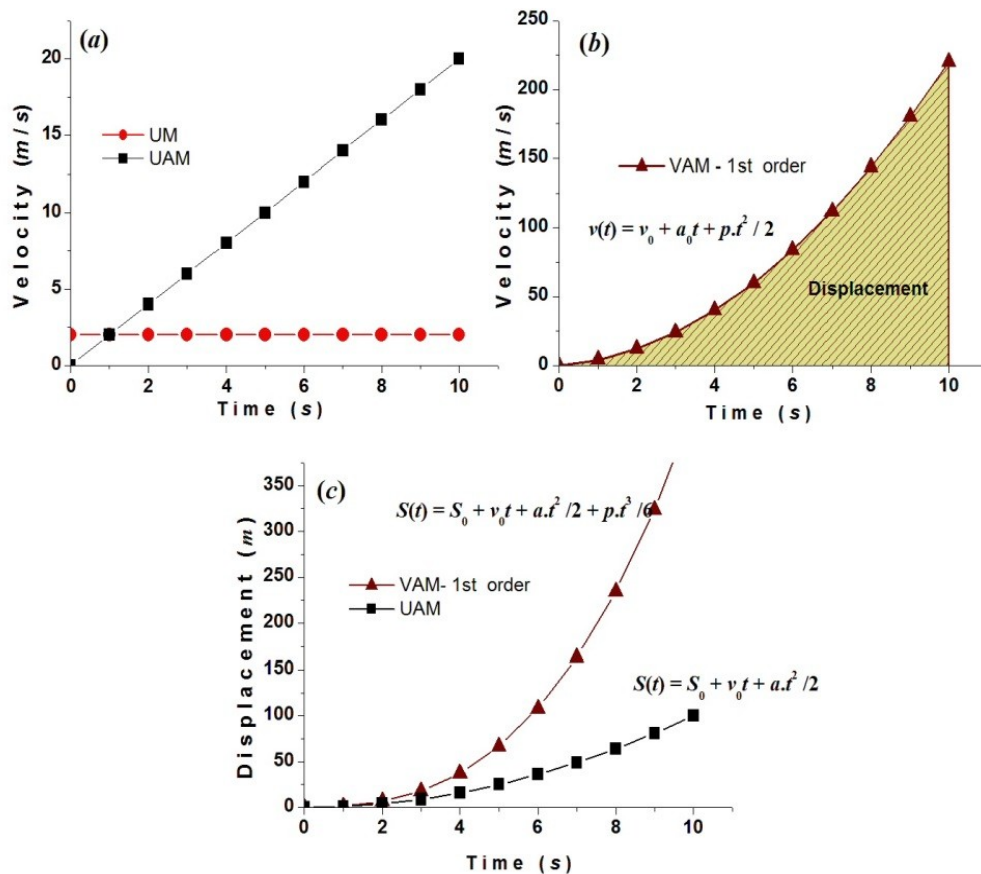 (a)
Velocity (m/s)
20
15
10
5
0
UM
UAM
0 2 4 6 8 10
Time (s)
(b)
Velocity (m/s)
250
200
150
100
50
0
VAM - 1st order
v(t) = v₀ + a₀t + p.t² / 2
Displacement
0 2 4 6 8 10
Time (s)
(c)
Displacement (m)
350
300
250
200
150
100
50
0
S(t) = S₀ + v₀t + a.t² /2 + p.t³ /6
VAM- 1st order
UAM
S(t) = S₀ + v₀t + a.t² /2
0 2 4 6 8 10
Time (s)